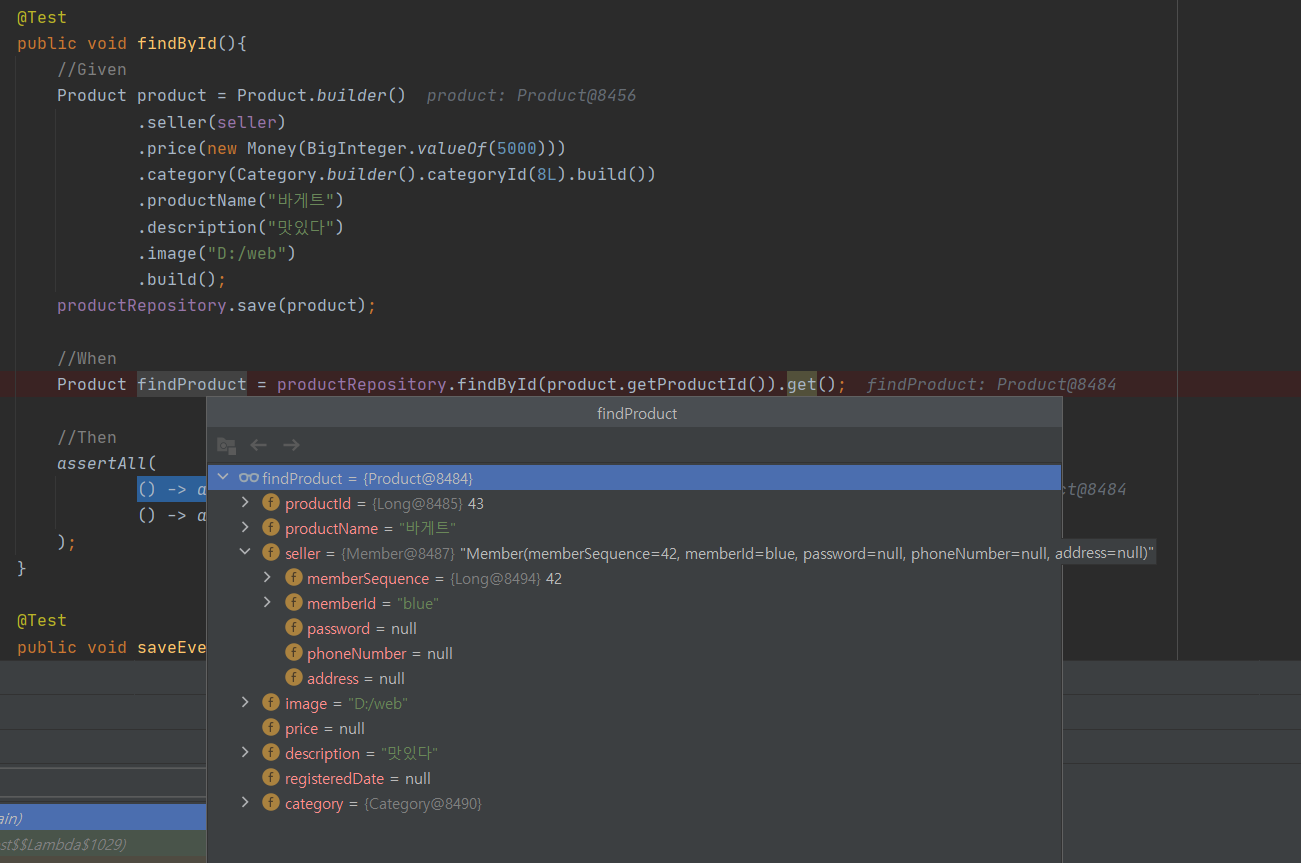 @Test
public void findById(){
//Given
Product product = Product.builder() product: Product@8456
.seller(seller)
.price(new Money(BigInteger.valueOf(5000)))
.category(Category.builder().categoryId(8L).build())
.productName("바게트")
.description("맛있다")
.image("D:/web")
.build();
productRepository.save(product);
//When
Product findProduct = productRepository.findById(product.getProductId()).get(); findProduct: Product@8484
findProduct
//Then
assertAll(
findProduct = {Product@8484}
() -> a ct@8484
productId = {Long@8485} 43
() -> a
productName = "바게트"
);
seller = {Member@8487} "Member(memberSequence=42, memberId=blue, password=null, phoneNumber=null, address=null)"
}
memberSequence = {Long@8494} 42
memberId = "blue"
@Test
password = null
public void saveEve
phoneNumber = null
address = null
image = "D:/web"
price = null
description = "맛있다"
registeredDate = null
category = {Category@8490}
ain)
st$$Lambda$1029)